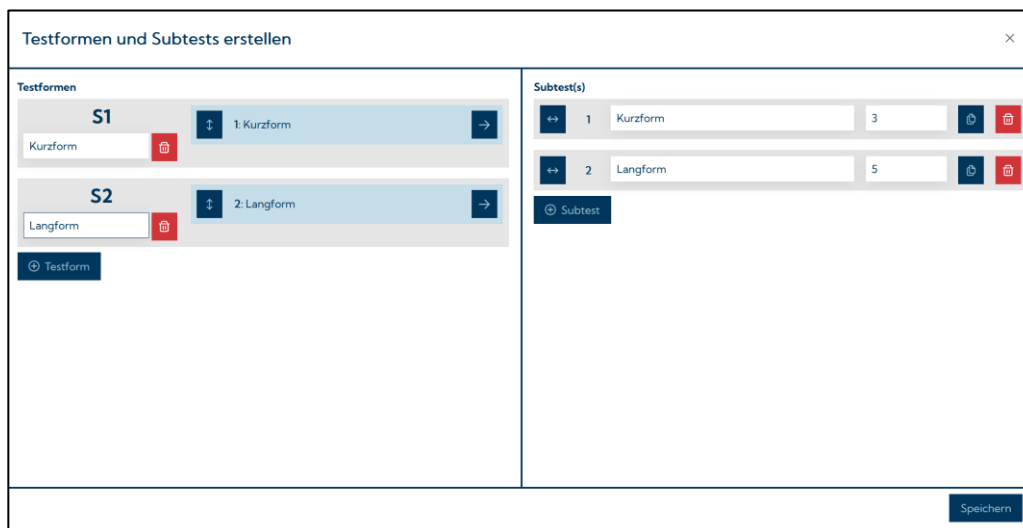 Testformen und Subtests erstellen
Testformen
S1
Kurzform
1: Kurzform
S2
Langform
2: Langform
Testform
Subtest(s)
1 Kurzform 3
2 Langform 5
Subtest
Speichern